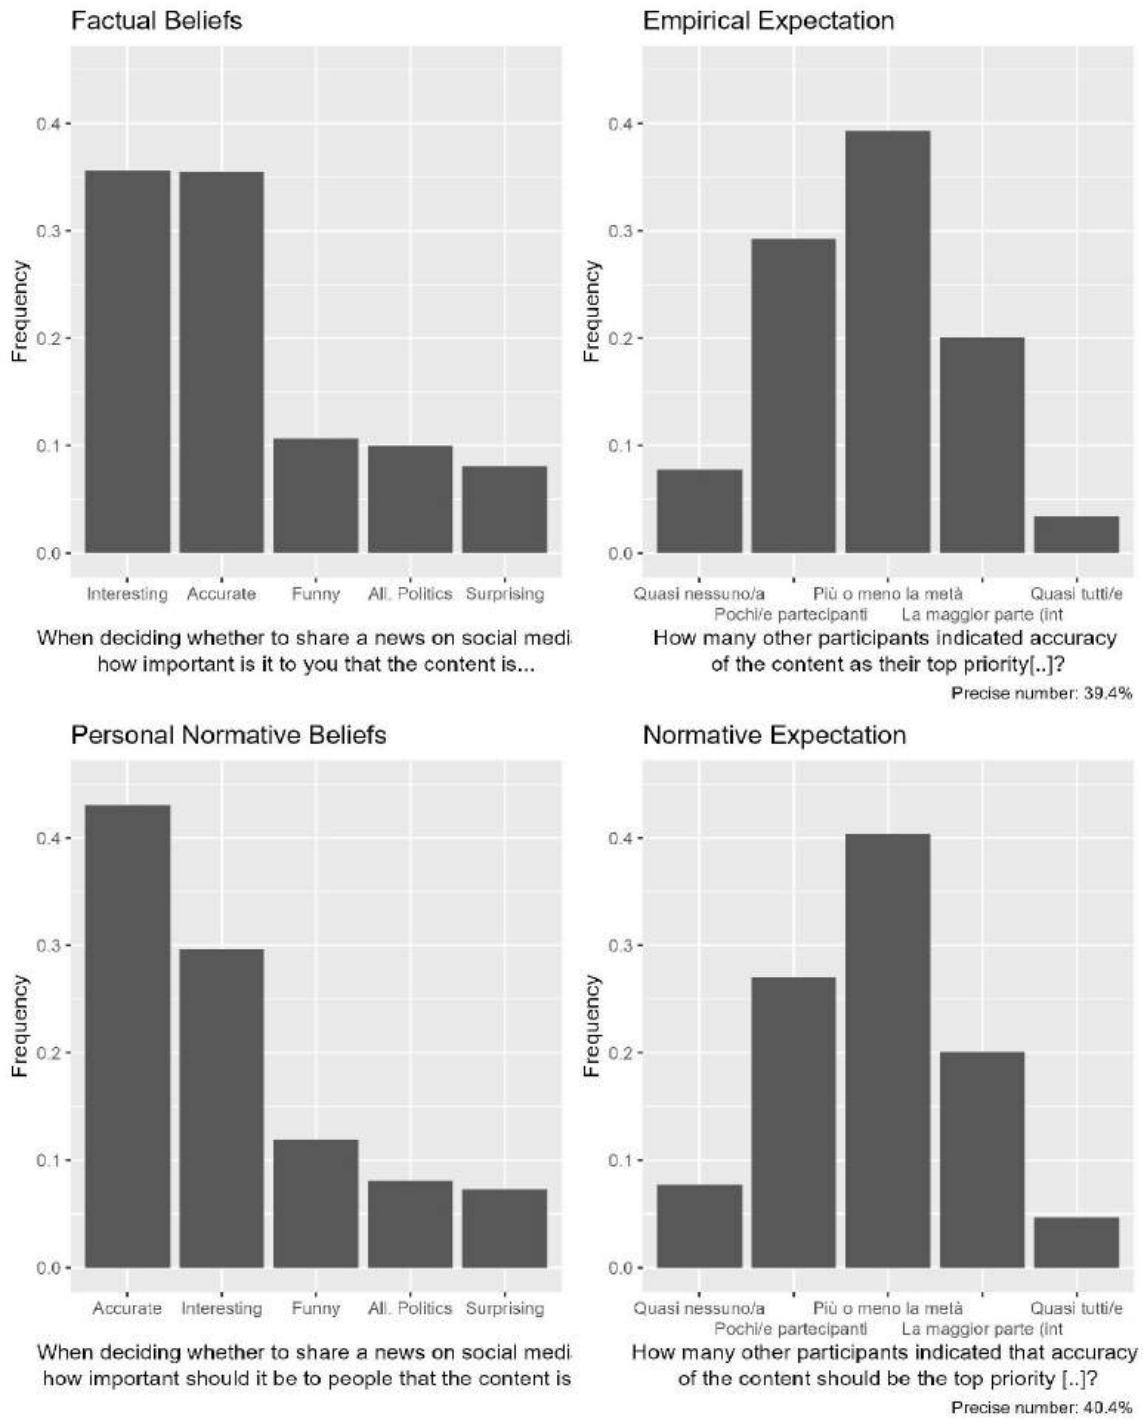 Factual Beliefs
Frequency
0.4
0.3
0.2
0.1
0.0
Interesting Accurate Funny All. Politics Surprising
When deciding whether to share a news on social medi
how important is it to you that the content is...
Empirical Expectation
Frequency
0.4
0.3
0.2
0.1
0.0
Quasi nessuno/a Più o meno la metà Quasi tutti/e
Pochi/e partecipanti La maggior parte (int
How many other participants indicated accuracy
of the content as their top priority[..]?
Precise number: 39.4%
Personal Normative Beliefs
Frequency
0.4
0.3
0.2
0.1
0.0
Accurate Interesting Funny All. Politics Surprising
When deciding whether to share a news on social medi
how important should it be to people that the content is
Normative Expectation
Frequency
0.4
0.3
0.2
0.1
0.0
Quasi nessuno/a Più o meno la metà Quasi tutti/e
Pochi/e partecipanti La maggior parte (int
How many other participants indicated that accuracy
of the content should be the top priority [..]?
Precise number: 40.4%